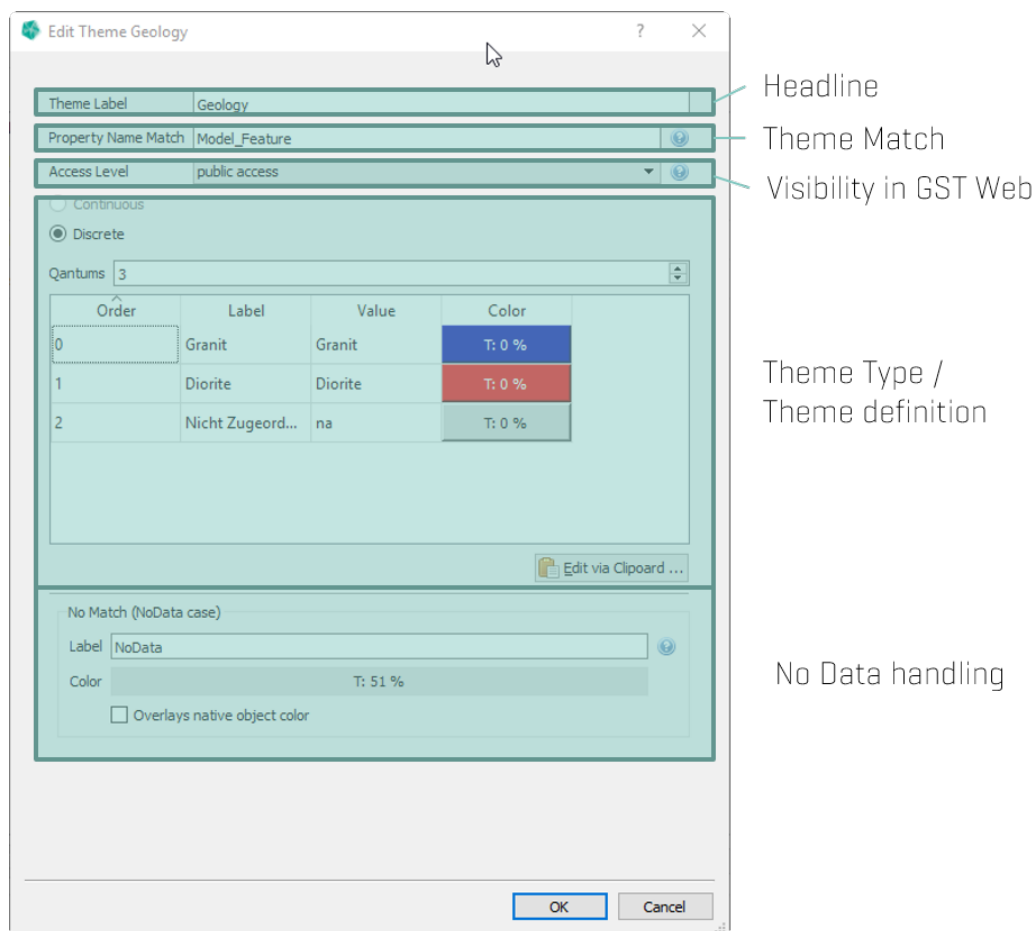 Edit Theme Geology ?
Headline
Theme Label Geology
Property Name Match Model_Feature ?
Theme Match
Access Level public access ?
Visibility in GST Web
Continuous
Discrete
Qantums 3
Order Label Value Color
0 Granit Granit T: 0 %
1 Diorite Diorite T: 0 %
2 Nicht Zugeord... na T: 0 %
Theme Type /
Theme definition
Edit via Clipoard ...
No Match (NoData case)
Label NoData ?
Color T: 51 %
Overlays native object color
No Data handling
OK Cancel